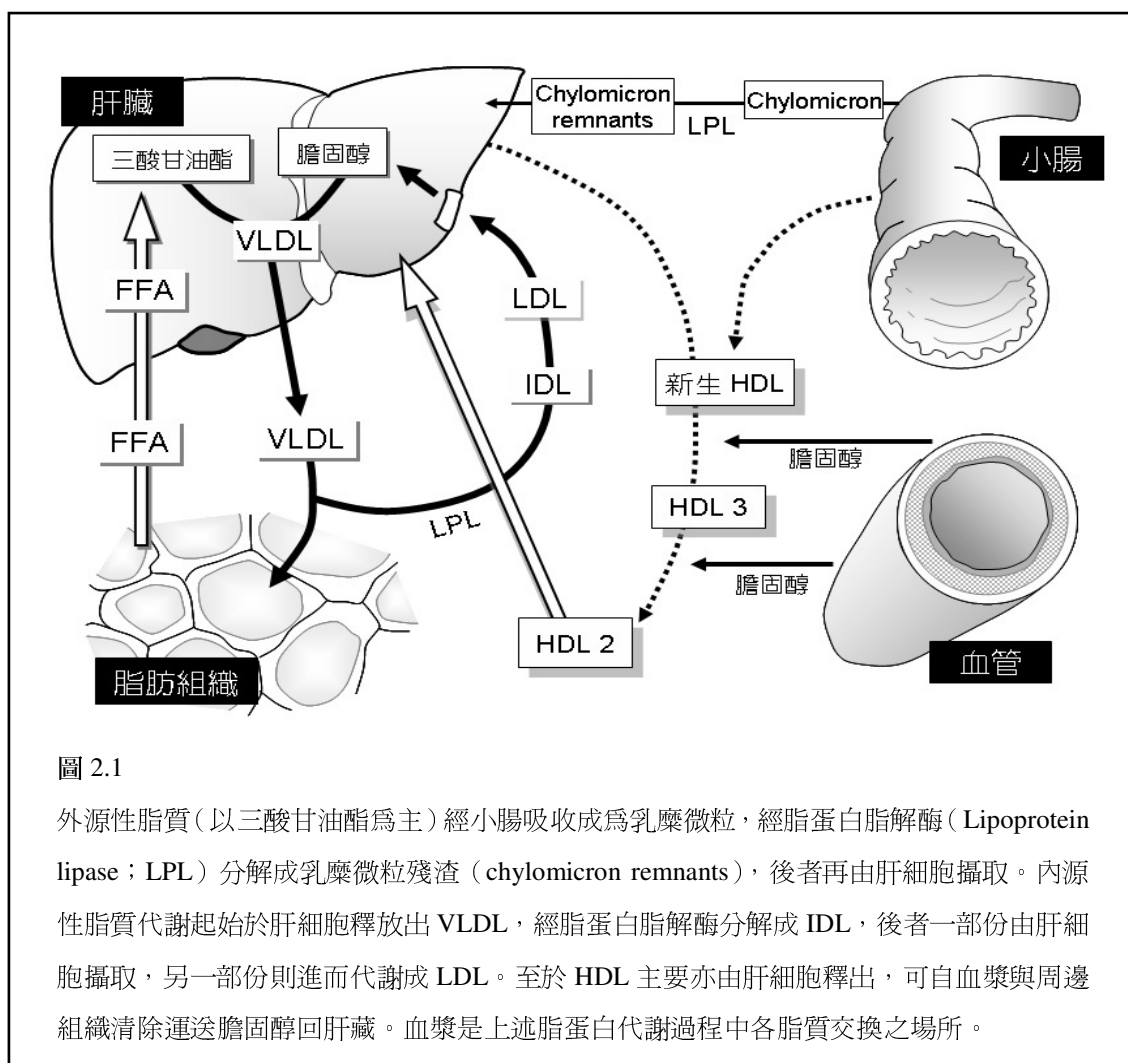 肝臟
三酸甘油酯
膽固醇
Chylomicron
remnants
LPL
Chylomicron
小腸
VLDL
FFA
LDL
IDL
新生 HDL
FFA
VLDL
膽固醇
LPL
HDL 3
膽固醇
HDL 2
脂肪組織
血管
圖 2.1
外源性脂質(以三酸甘油酯爲主)經小腸吸收成爲乳糜微粒,經脂蛋白脂解酶(Lipoprotein
lipase;LPL)分解成乳糜微粒殘渣(chylomicron remnants),後者再由肝細胞攝取。內源
性脂質代謝起始於肝細胞釋放出 VLDL,經脂蛋白脂解酶分解成 IDL,後者一部份由肝細
胞攝取,另一部份則進而代謝成 LDL。至於 HDL 主要亦由肝細胞釋出,可自血漿與周邊
組織清除運送膽固醇回肝藏。血漿是上述脂蛋白代謝過程中各脂質交換之場所。